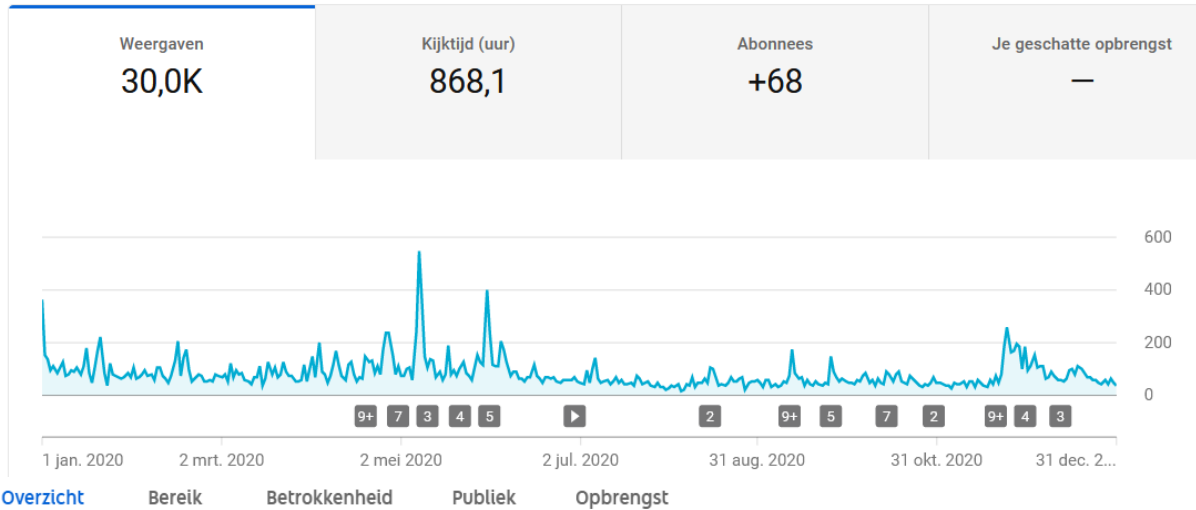 Weergaven Kijktijd (uur) Abonnees Je geschatte opbrengst
30,0K 868,1 +68 —
600
400
200
0
9+ 7 3 4 5 2 9+ 5 7 2 9+ 4 3
1 jan. 2020 2 mrt. 2020 2 mei 2020 2 jul. 2020 31 aug. 2020 31 okt. 2020 31 dec. 2...
Overzicht Bereik Betrokkenheid Publiek Opbrengst